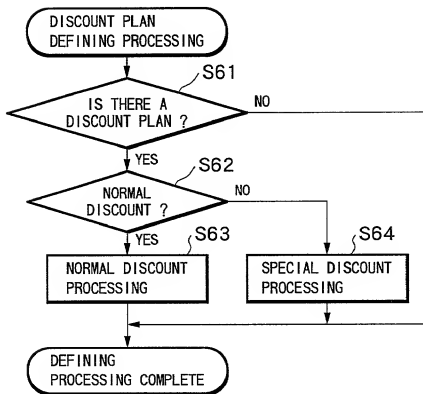 DISCOUNT PLAN
DEFINING PROCESSING
S61
IS THERE A
DISCOUNT PLAN ?
NO
YES
S62
NORMAL
DISCOUNT ?
NO
YES
S63
S64
NORMAL DISCOUNT
PROCESSING
SPECIAL DISCOUNT
PROCESSING
DEFINING
PROCESSING COMPLETE